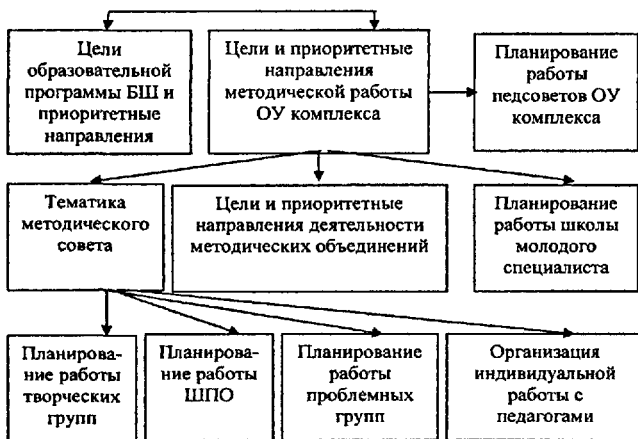 Цели
образовательной
программы БШ и
приоритетные
направления
Цели и приоритетные
направления
методической работы
ОУ комплекса
Планирование
работы
педсоветов ОУ
комплекса
Тематика
методического
совета
Цели и приоритетные
направления деятельности
методических объединений
Планирование
работы школы
молодого
специалиста
Планирова-
ние работы
творческих
групп
Планирова-
ние работы
ШПО
Планирование
работы
проблемных
групп
Организация
индивидуальной
работы с
педагогами